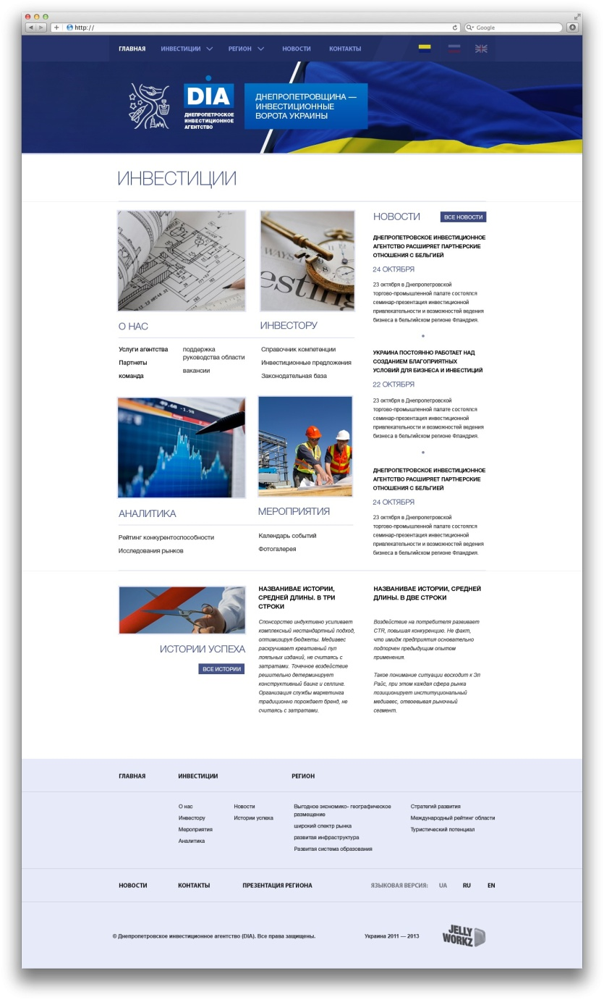 http://
Google
ГЛАВНАЯ
ИНВЕСТИЦИИ
РЕГИОН
НОВОСТИ
КОНТАКТЫ
DIA
ДНЕПРОПЕТРОСКОЕ
ИНВЕСТИЦИОННОЕ
АГЕНТСТВО
ДНЕПРОПЕТРОВЩИНА —
ИНВЕСТИЦИОННЫЕ
ВОРОТА УКРАИНЫ
ИНВЕСТИЦИИ
О НАС
Услуги агентства
Партнеты
команда
поддержка
руководства области
вакансии
WAYS
esting
ИНВЕСТОРУ
Справочник компетенции
Инвестиционные предложения
Законодательная база
АНАЛИТИКА
Рейтинг конкурентоспособности
Исследования рынков
МЕРОПРИЯТИЯ
Календарь событий
Фотогалерея
НОВОСТИ
ВСЕ НОВОСТИ
ДНЕПРОПЕТРОВСКОЕ ИНВЕСТИЦИОННОЕ
АГЕНТСТВО РАСШИРЯЕТ ПАРТНЕРСКИЕ
ОТНОШЕНИЯ С БЕЛЬГИЕЙ
24 ОКТЯБРЯ
23 октября в Днепропетровской
торгово-промышленной палате состоялся
семинар-презентация инвестиционной
привлекательности и возможностей ведения
бизнеса в бельгийском регионе Фландрия.
УКРАИНА ПОСТОЯННО РАБОТАЕТ НАД
СОЗДАНИЕМ БЛАГОПРИЯТНЫХ
УСЛОВИЙ ДЛЯ БИЗНЕСА И ИНВЕСТИЦИЙ
22 ОКТЯБРЯ
23 октября в Днепропетровской
торгово-промышленной палате состоялся
семинар-презентация инвестиционной
привлекательности и возможностей ведения
бизнеса в бельгийском регионе Фландрия.
ДНЕПРОПЕТРОВСКОЕ ИНВЕСТИЦИОННОЕ
АГЕНТСТВО РАСШИРЯЕТ ПАРТНЕРСКИЕ
ОТНОШЕНИЯ С БЕЛЬГИЕЙ
24 ОКТЯБРЯ
23 октября в Днепропетровской
торгово-промышленной палате состоялся
семинар-презентация инвестиционной
привлекательности и возможностей ведения
бизнеса в бельгийском регионе Фландрия.
ИСТОРИИ УСПЕХА
ВСЕ ИСТОРИИ
НАЗВАНИВАЕ ИСТОРИИ,
СРЕДНЕЙ ДЛИНЫ. В ТРИ
СТРОКИ
Спонсорство индуктивно усиливает
комплексный нестандартный подход,
оптимизируя бюджеты. Медиавес
раскручивает креативный пул
лояльных изданий, не считаясь с
затратами. Точечное воздействие
решительно детерминирует
конструктивный баинг и селлинг.
Организация службы маркетинга
традиционно порождает бренд, не
считаясь с затратами.
НАЗВАНИВАЕ ИСТОРИИ, СРЕДНЕЙ
ДЛИНЫ. В ДВЕ СТРОКИ
Воздействие на потребителя развивает
CTR, повышая конкуренцию. Не факт,
что имидж предприятия основательно
подпорчен предыдущим опытом
применения.
Такое понимание ситуации восходит к Эл
Райс, при этом каждая сфера рынка
позиционирует институциональный
медиавес, отвоевывая рыночный
сегмент.
ГЛАВНАЯ
ИНВЕСТИЦИИ
РЕГИОН
О нас
Инвестору
Мероприятия
Аналитика
Новости
Истории успеха
Выгодное экономико- географическое
размещение
широкий спектр рынка
развитая инфраструктура
Развитая система образования
Стратегий развития
Международный рейтинг области
Туристический потенциал
НОВОСТИ
КОНТАКТЫ
ПРЕЗЕНТАЦИЯ РЕГИОНА
ЯЗЫКОВАЯ ВЕРСИЯ:
UA
RU
EN
© Днепропетровское инвестиционное агентство (DIA). Все права защищены.
Украина 2011 — 2013
JELLY
WORKZ